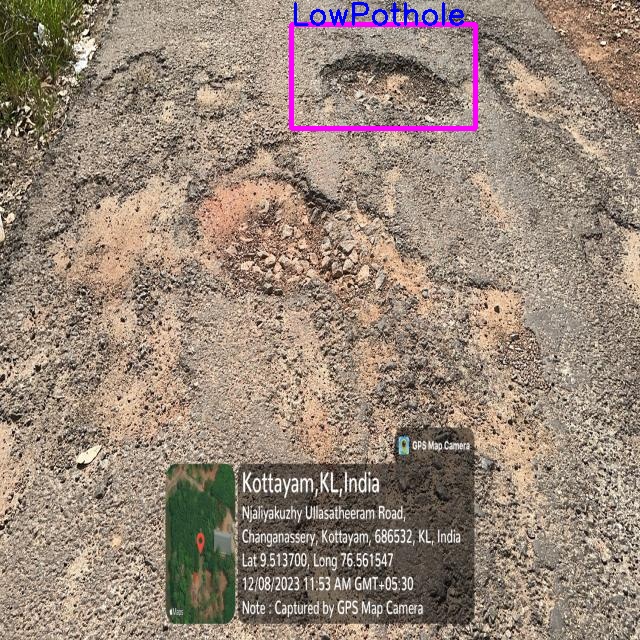 LowPothole
GPS Map Camera
Kottayam,KL,India
Njaliyakuzhy Ullasatheeram Road,
Changanassery, Kottayam, 686532, KL, India
Lat 9.513700, Long 76.561547
12/08/2023 11:53 AM GMT+05:30
Note : Captured by GPS Map Camera
Maps